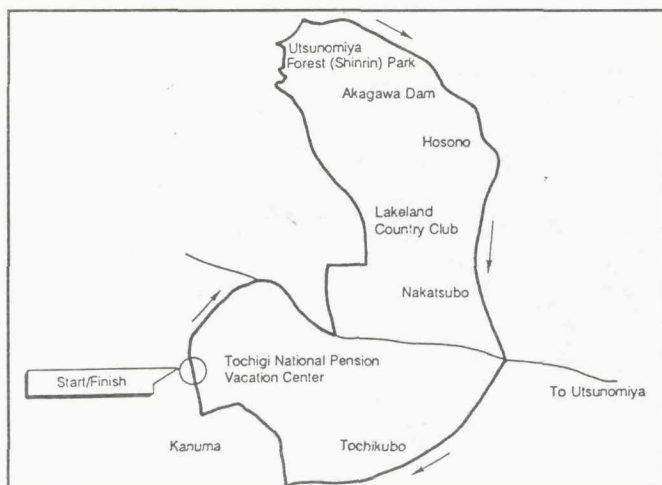 Utsunomiya
Forest (Shinrin) Park
Akagawa Dam
Hosono
Lakeland
Country Club
Nakatsubo
Tochigi National Pension
Vacation Center
Start/Finish
To Utsunomiya
Kanuma
Tochikubo